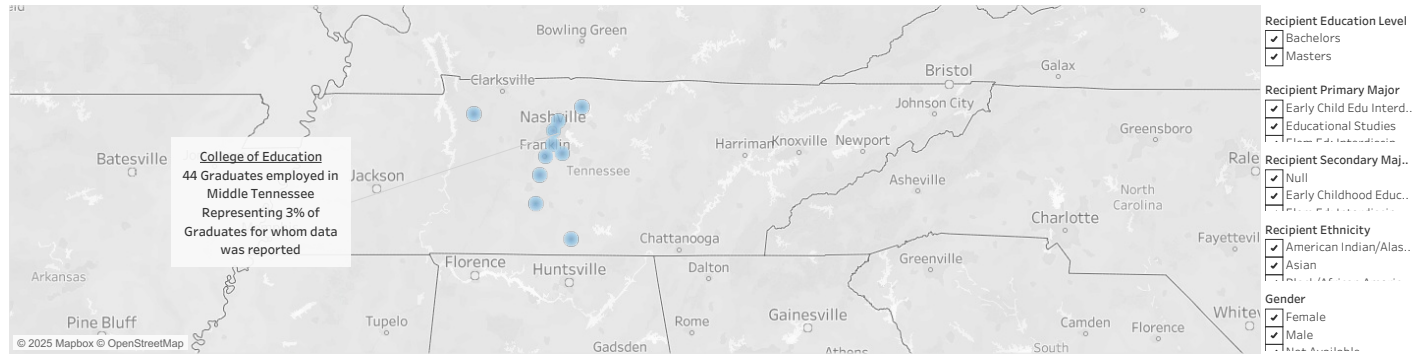 Bowling Green
Clarksville
Bristol
Galax
Johnson City
Nashville
Greensboro
Franklin
Harriman
Knoxville
Newport
Batesville
Tennessee
Jackson
Asheville
North
Carolina
Charlotte
Chattanooga
Florence
Huntsville
Dalton
Greenville
Arkansas
Pine Bluff
Tupelo
Rome
Gainesville
Camden
Florence
Gadsden
Athens
South
College of Education
44 Graduates employed in
Middle Tennessee
Representing 3% of
Graduates for whom data
was reported
© 2025 Mapbox © OpenStreetMap
Recipient Education Level
Bachelors
Masters
Recipient Primary Major
Early Child Edu Interd..
Educational Studies
Recipient Secondary Maj..
Null
Early Childhood Educ..
Recipient Ethnicity
American Indian/Alas..
Asian
Gender
Female
Male
Not Available